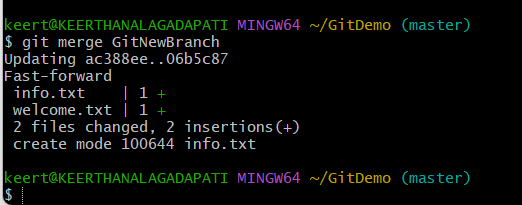 keert@KEERTHANALAGADAPATI MINGW64 ~/GitDemo (master)
$ git merge GitNewBranch
Updating ac388ee..06b5c87
Fast-forward
 info.txt    | 1 +
 welcome.txt | 1 +
 2 files changed, 2 insertions(+)
 create mode 100644 info.txt
keert@KEERTHANALAGADAPATI MINGW64 ~/GitDemo (master)
$